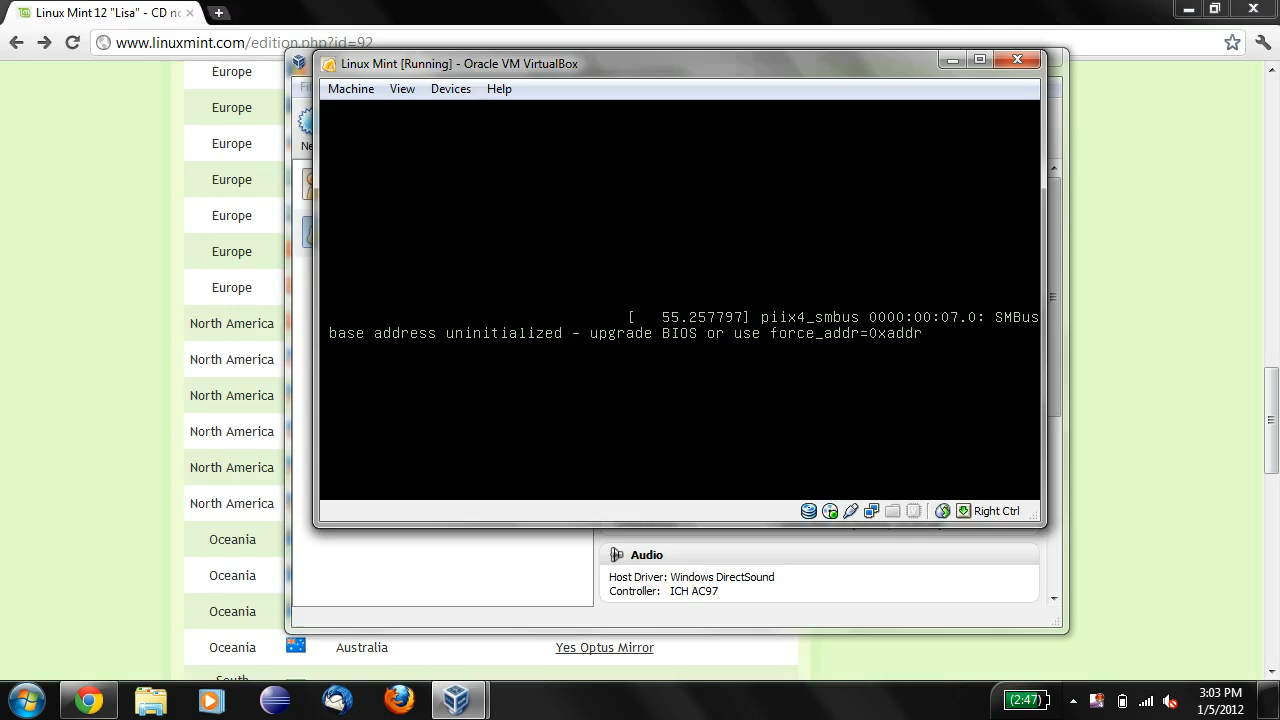 Linux Mint 12 "Lisa" - CD no
www.linuxmint.com/edition.php?id=92
Linux Mint [Running] - Oracle VM VirtualBox
Machine View Devices Help
[   55.257797] piix4_smbus 0000:00:07.0: SMBus
base address uninitialized - upgrade BIOS or use force_addr=0xaddr
Right Ctrl
Audio
Host Driver: Windows DirectSound
Controller: ICH AC97
Europe
Europe
Europe
Europe
Europe
Europe
Europe
North America
North America
North America
North America
North America
North America
Oceania
Oceania
Oceania
Oceania Australia Yes Optus Mirror
South
(2:47)
3:03 PM
1/5/2012